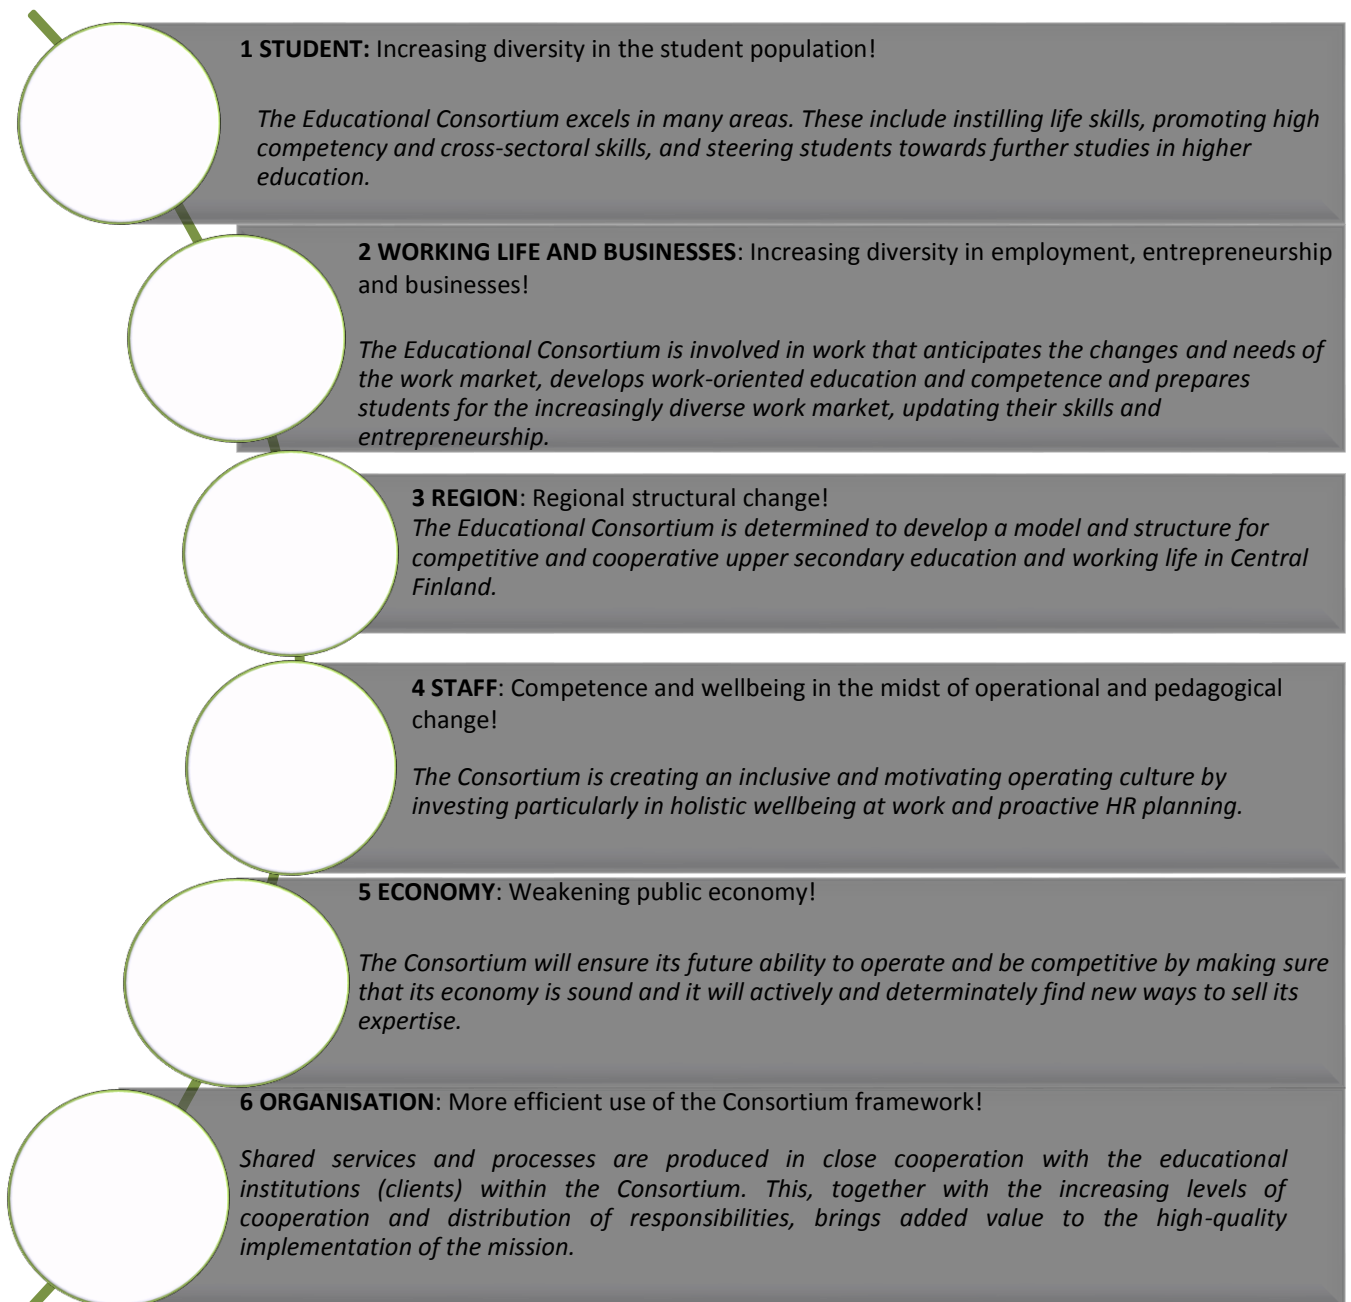 1 STUDENT: Increasing diversity in the student population!
The Educational Consortium excels in many areas. These include instilling life skills, promoting high
competency and cross-sectoral skills, and steering students towards further studies in higher
education.
2 WORKING LIFE AND BUSINESSES: Increasing diversity in employment, entrepreneurship
and businesses!
The Educational Consortium is involved in work that anticipates the changes and needs of
the work market, develops work-oriented education and competence and prepares
students for the increasingly diverse work market, updating their skills and
entrepreneurship.
3 REGION: Regional structural change!
The Educational Consortium is determined to develop a model and structure for
competitive and cooperative upper secondary education and working life in Central
Finland.
4 STAFF: Competence and wellbeing in the midst of operational and pedagogical
change!
The Consortium is creating an inclusive and motivating operating culture by
investing particularly in holistic wellbeing at work and proactive HR planning.
5 ECONOMY: Weakening public economy!
The Consortium will ensure its future ability to operate and be competitive by making sure
that its economy is sound and it will actively and determinately find new ways to sell its
expertise.
6 ORGANISATION: More efficient use of the Consortium framework!
Shared services and processes are produced in close cooperation with the educational
institutions (clients) within the Consortium. This, together with the increasing levels of
cooperation and distribution of responsibilities, brings added value to the high-quality
implementation of the mission.